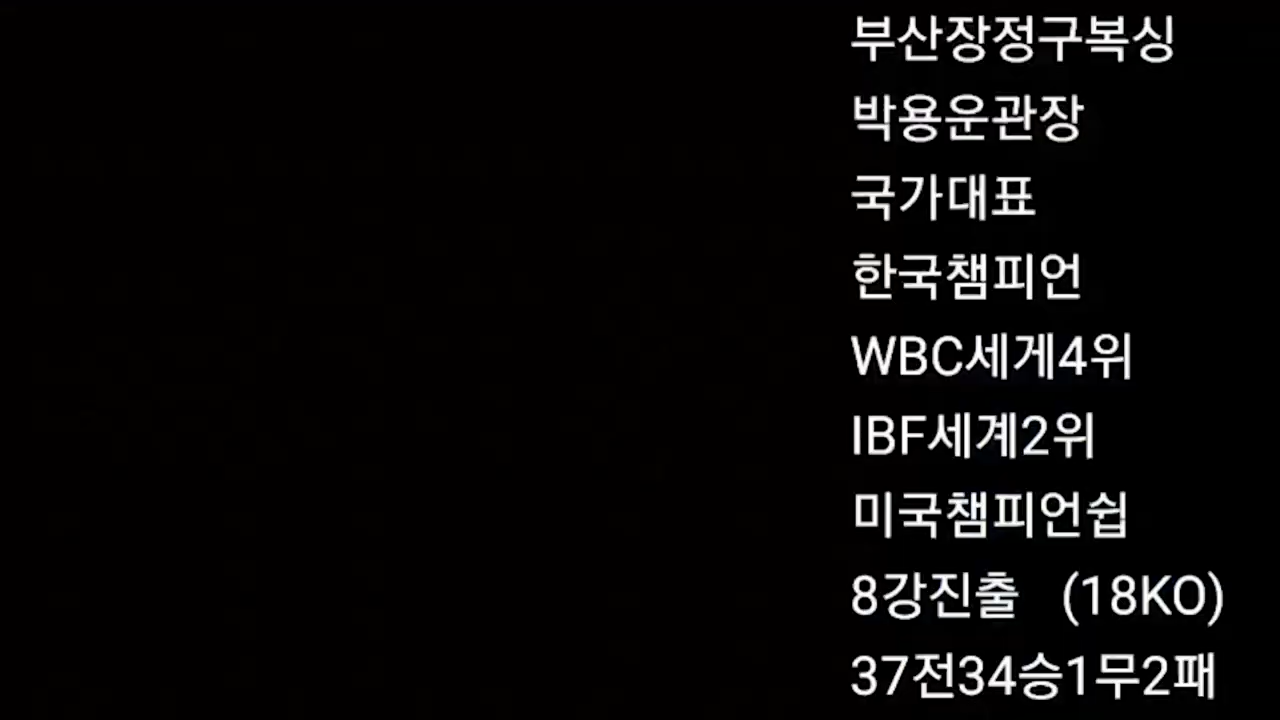 부산장정구복싱
박용운관장
국가대표
한국챔피언
WBC세게4위
IBF세계2위
미국챔피언쉽
8강진출 (18KO)
37전34승1무2패